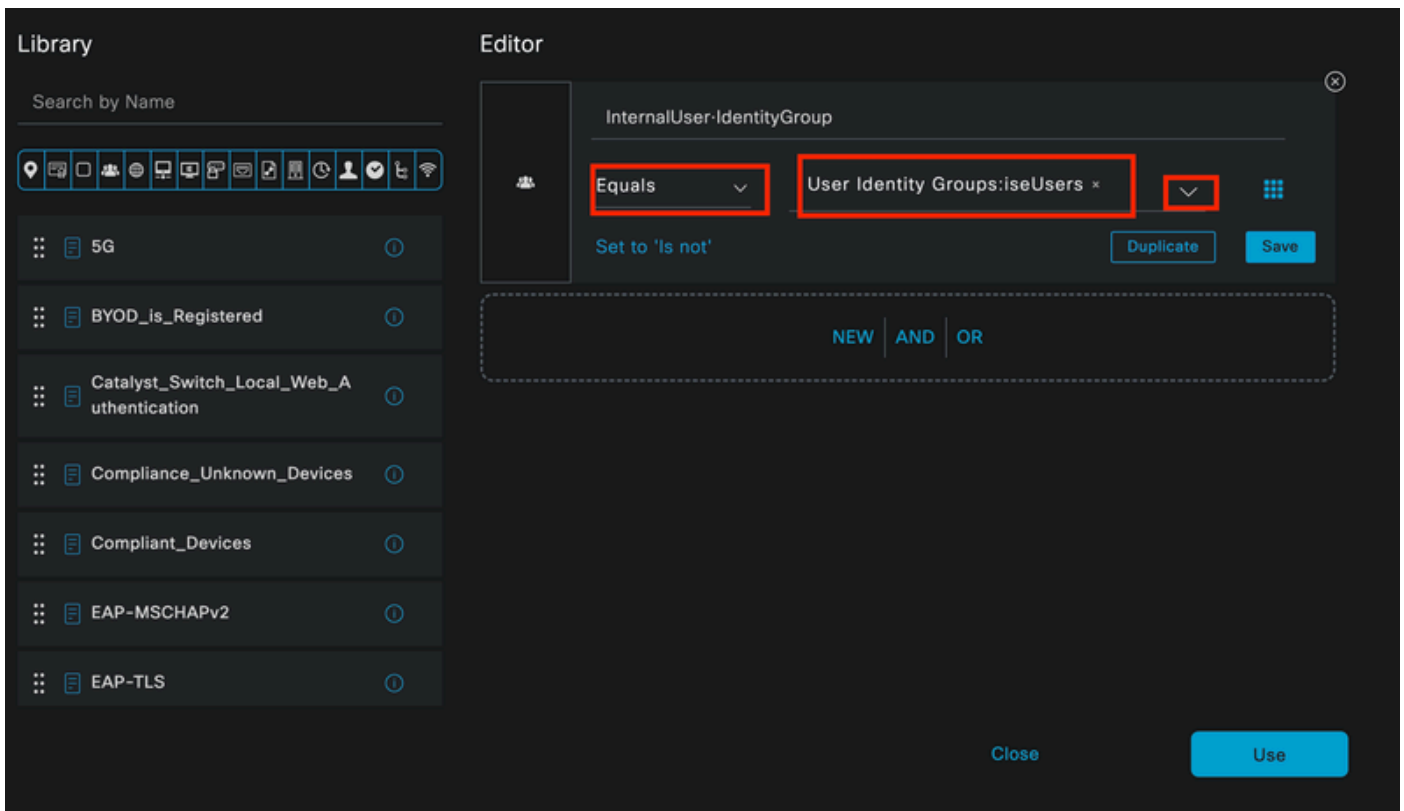 Library
Search by Name
5G
BYOD_is_Registered
Catalyst_Switch_Local_Web_A
uthentication
Compliance_Unknown_Devices
Compliant_Devices
EAP-MSCHAPv2
EAP-TLS
Editor
InternalUser·IdentityGroup
Equals
User Identity Groups:iseUsers ×
Set to 'Is not'
Duplicate
Save
NEW
AND
OR
Close
Use